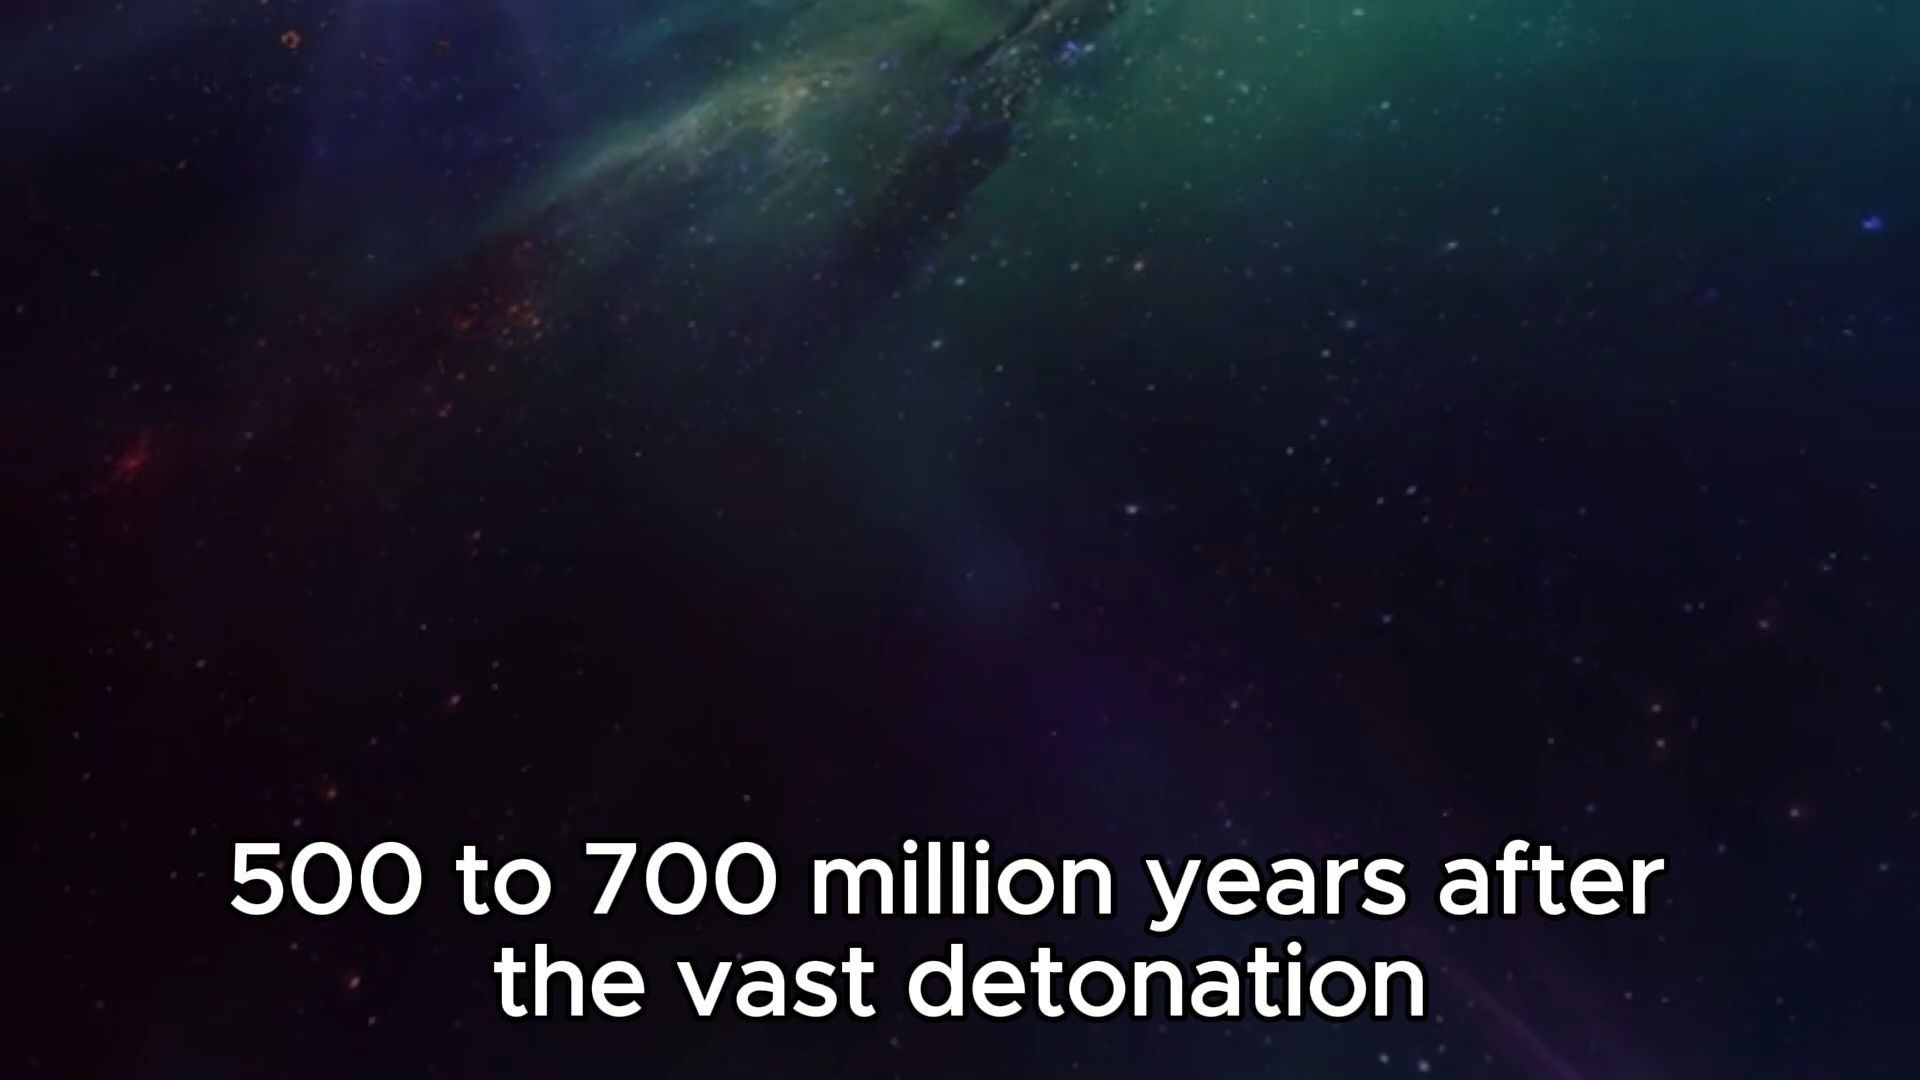 500 to 700 million years after
the vast detonation